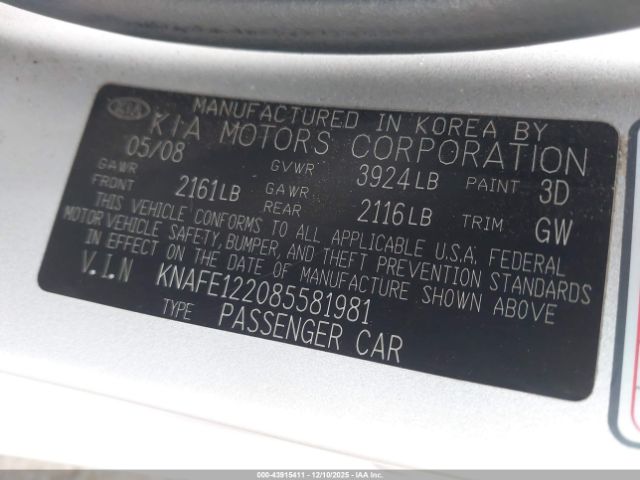 KIA
MANUFACTURED IN KOREA BY
KIA MOTORS CORPORATION
05/08
GAWR FRONT 2161LB GVWR 3924LB PAINT 3D
GAWR REAR 2116LB TRIM GW
THIS VEHICLE CONFORMS TO ALL APPLICABLE U.S.A. FEDERAL
MOTOR VEHICLE SAFETY, BUMPER, AND THEFT PREVENTION STANDARDS
IN EFFECT ON THE DATE OF MANUFACTURE SHOWN ABOVE
V.I.N KNAFE122085581981
TYPE PASSENGER CAR
000-43915411 - 12/10/2025 - IAAI.COM